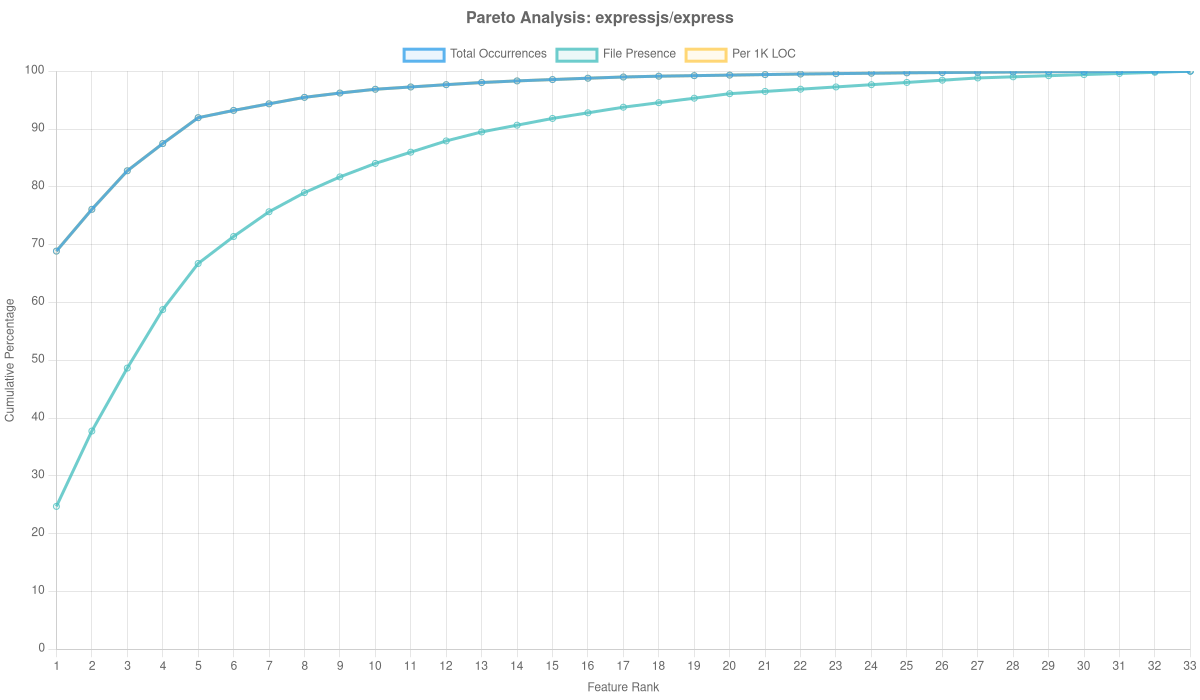 Pareto Analysis: expressjs/express
Total Occurrences File Presence Per 1K LOC
100
90
80
70
60
50
40
30
20
10
0
Cumulative Percentage
1 2 3 4 5 6 7 8 9 10 11 12 13 14 15 16 17 18 19 20 21 22 23 24 25 26 27 28 29 30 31 32 33
Feature Rank